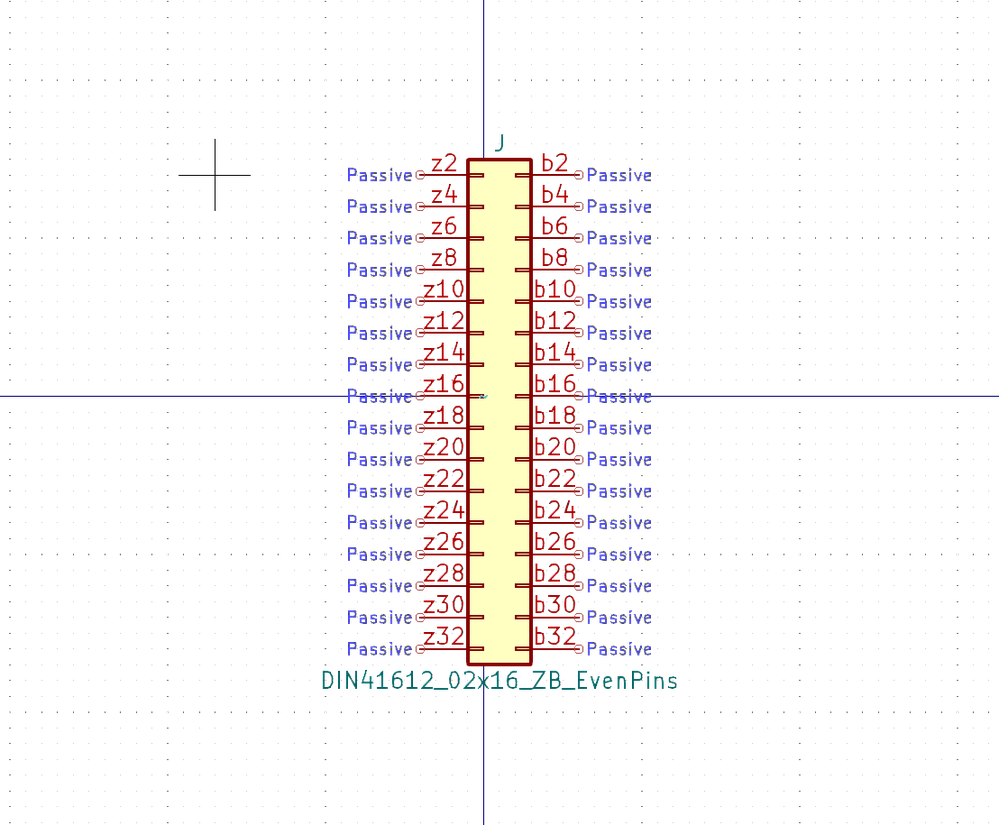 J
z2 b2
Passive Passive
z4 b4
Passive Passive
z6 b6
Passive Passive
z8 b8
Passive Passive
z10 b10
Passive Passive
z12 b12
Passive Passive
z14 b14
Passive Passive
z16 b16
Passive Passive
z18 b18
Passive Passive
z20 b20
Passive Passive
z22 b22
Passive Passive
z24 b24
Passive Passive
z26 b26
Passive Passive
z28 b28
Passive Passive
z30 b30
Passive Passive
z32 b32
Passive Passive
DIN41612_02x16_ZB_EvenPins